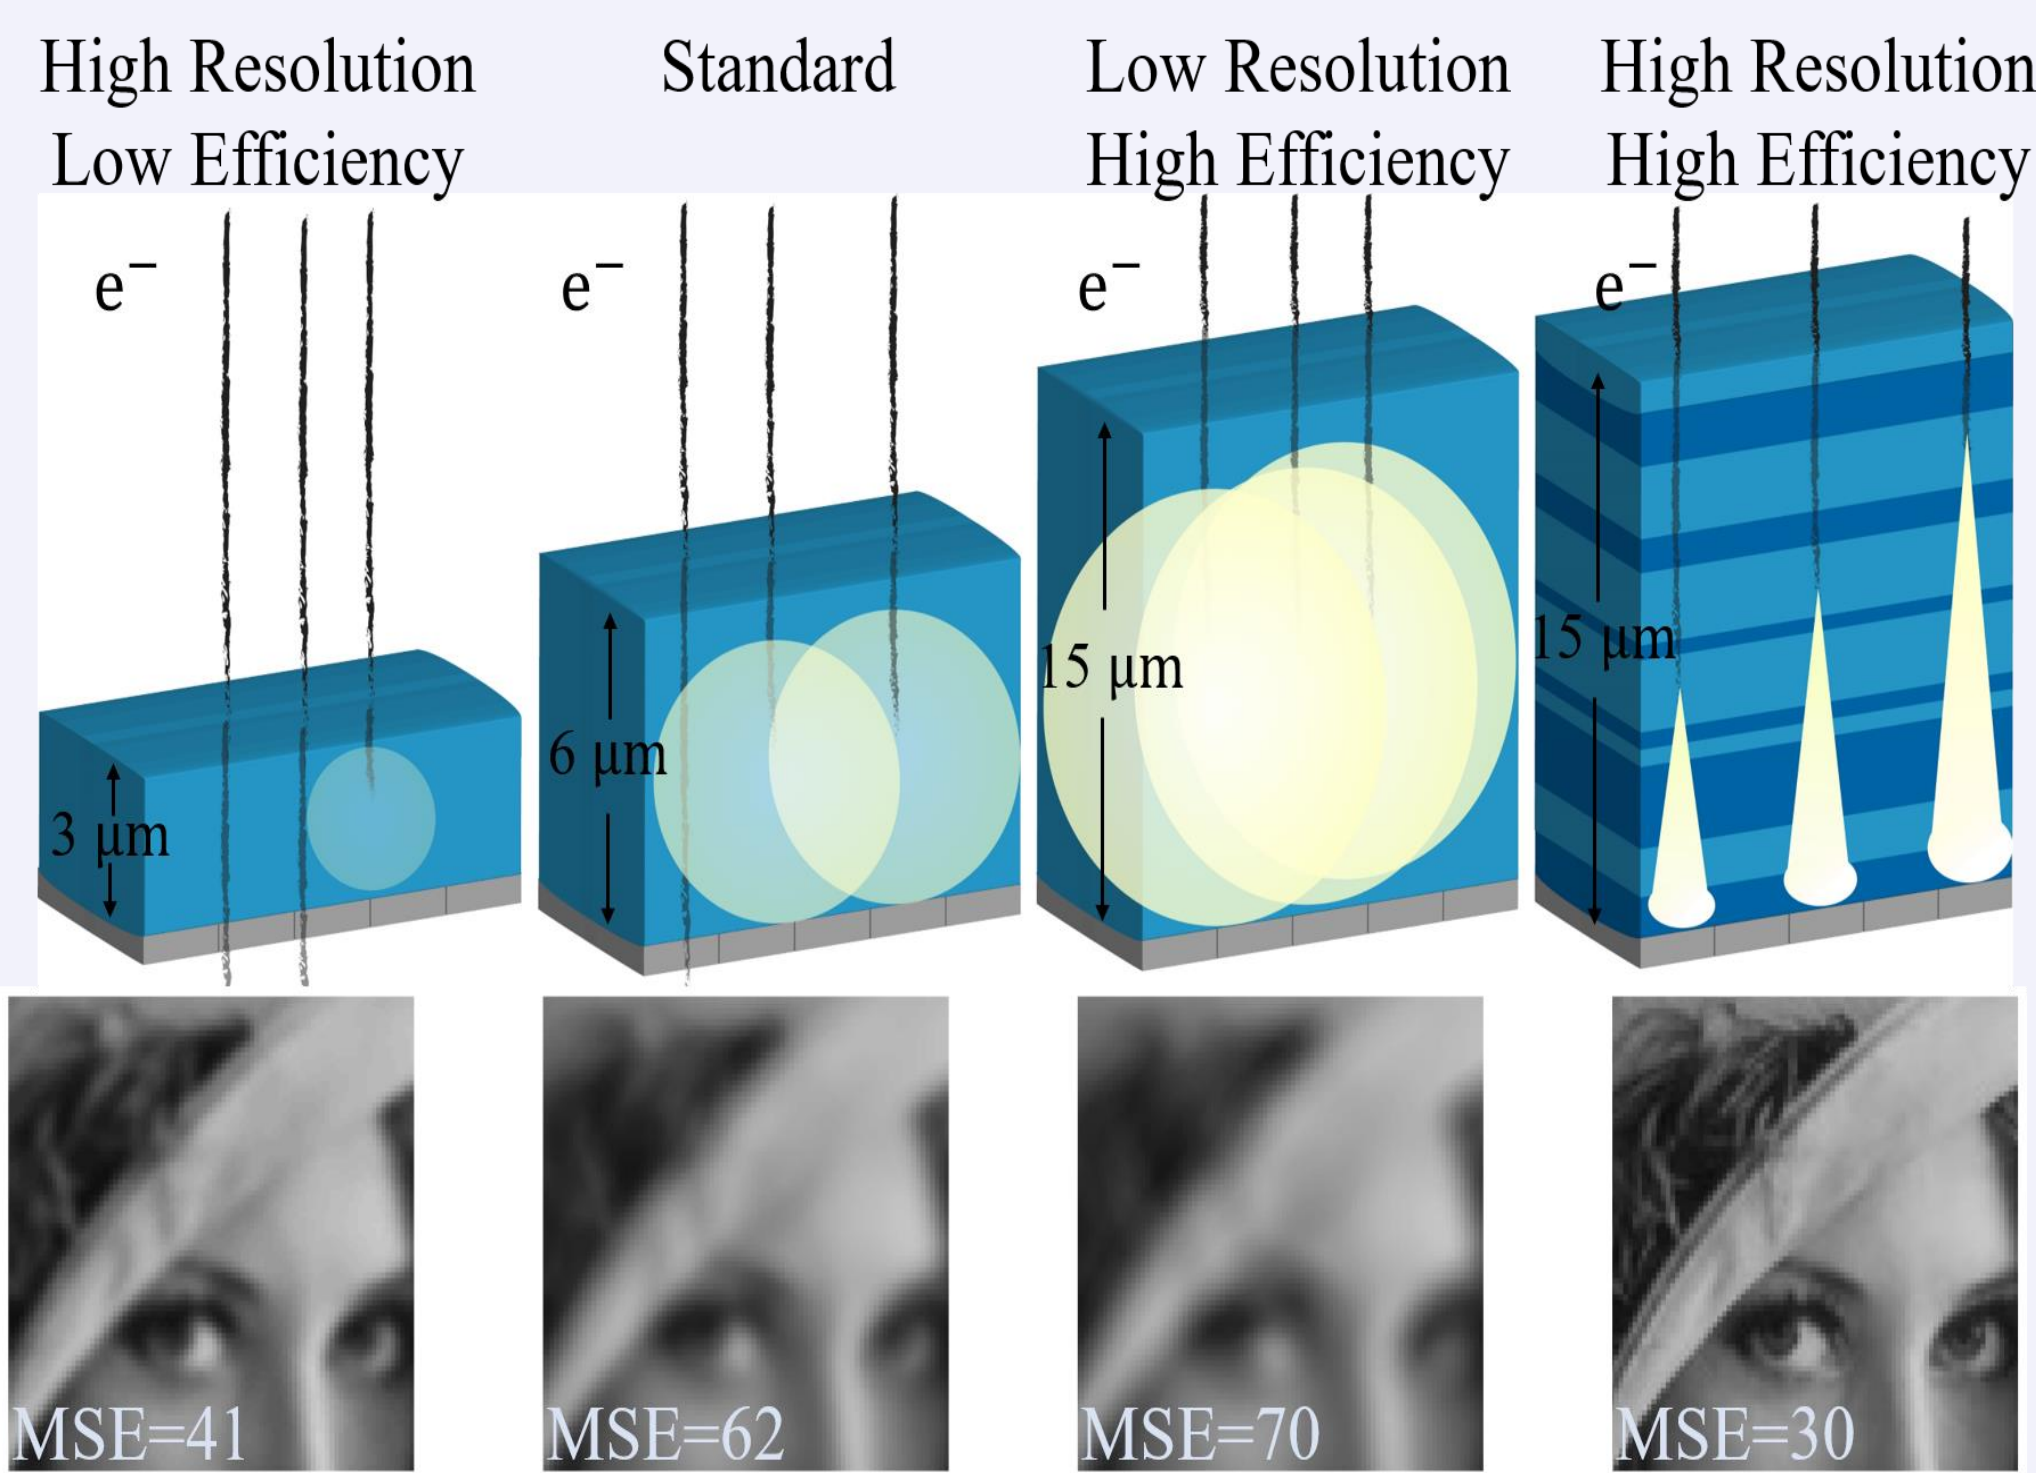 High Resolution
Low Efficiency
Standard
Low Resolution
High Efficiency
High Resolution
High Efficiency
e⁻
e⁻
e⁻
e⁻
3 μm
6 μm
15 μm
15 μm
MSE=41
MSE=62
MSE=70
MSE=30